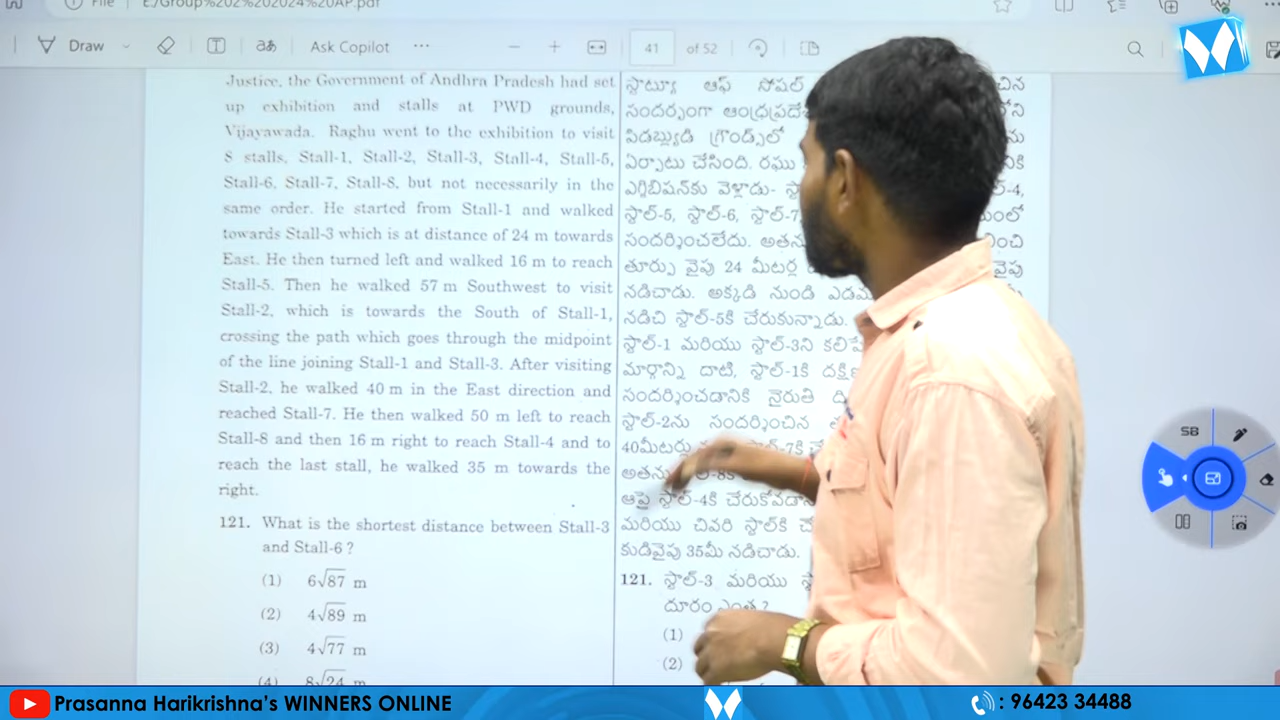 File
E:/Group%202%202024%20AP.pdf
Draw
Ask Copilot
41
of 52
Justice, the Government of Andhra Pradesh had set
up exhibition and stalls at PWD grounds,
Vijayawada. Raghu went to the exhibition to visit
8 stalls, Stall-1, Stall-2, Stall-3, Stall-4, Stall-5,
Stall-6, Stall-7, Stall-8, but not necessarily in the
same order. He started from Stall-1 and walked
towards Stall-3 which is at distance of 24 m towards
East. He then turned left and walked 16 m to reach
Stall-5. Then he walked 57 m Southwest to visit
Stall-2, which is towards the South of Stall-1,
crossing the path which goes through the midpoint
of the line joining Stall-1 and Stall-3. After visiting
Stall-2, he walked 40 m in the East direction and
reached Stall-7. He then walked 50 m left to reach
Stall-8 and then 16 m right to reach Stall-4 and to
reach the last stall, he walked 35 m towards the
right.
121. What is the shortest distance between Stall-3
and Stall-6 ?
(1) 6√87 m
(2) 4√89 m
(3) 4√77 m
(4) 8√24 m
స్టాట్యూ ఆఫ్ సోషల్
సందర్భంగా ఆంధ్రప్రదేశ్
పిడబ్ల్యుడి గ్రౌండ్స్‌లో
ఏర్పాటు చేసింది. రఘు
ఎగ్జిబిషన్‌కు వెళ్లాడు- -4,
స్టాల్-5, స్టాల్-6, స్టాల్-7
సందర్శించలేదు. అతను
తూర్పు వైపు 24 మీటర్ల వైపు
నడిచాడు. అక్కడి నుండి
నడిచి స్టాల్-5కి చేరుకున్నాడు.
స్టాల్-1 మరియు స్టాల్-3ని కలిపే
మార్గాన్ని దాటి, స్టాల్-1కి
సందర్శించడానికి నైరుతి
స్టాల్-2ను సందర్శించిన
40మీటర్లు
అతను
ఆపై స్టాల్-4కి
మరియు చివరి స్టాల్‌కి
కుడివైపు 35మీ నడిచాడు.
121. స్టాల్-3 మరియు
దూరం ఎంత ?
(1)
(2)
SB
Prasanna Harikrishna's WINNERS ONLINE
: 96423 34488